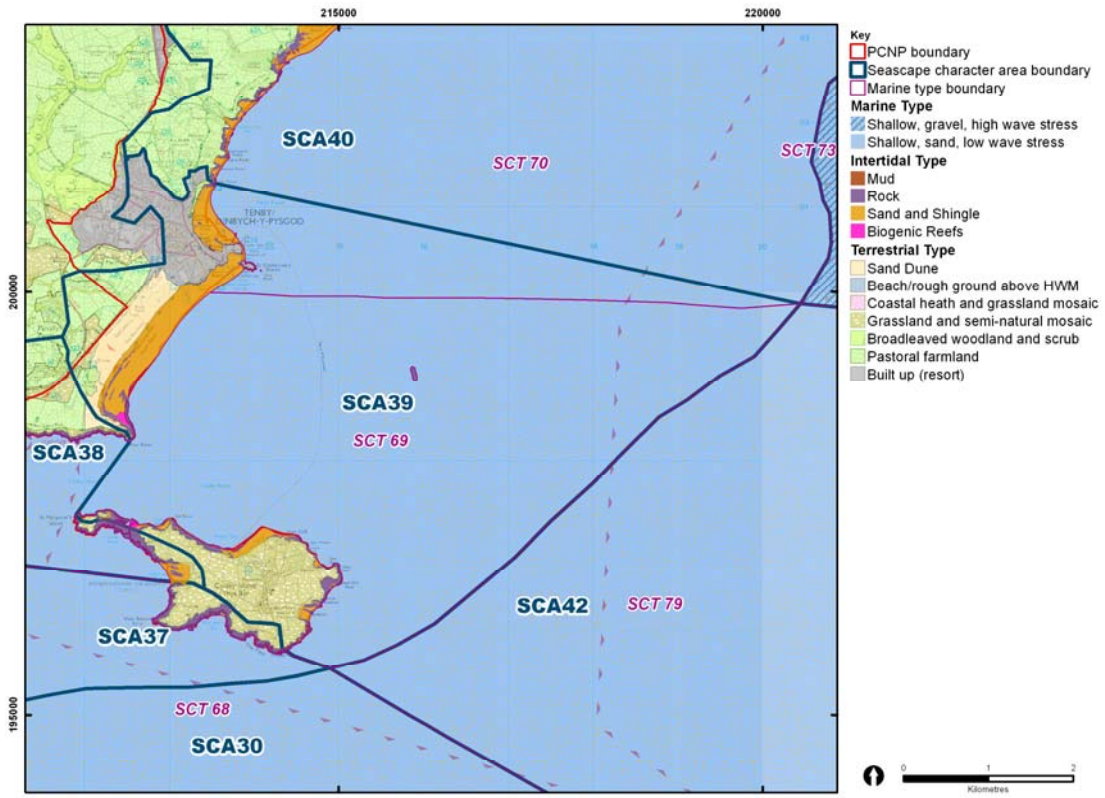 215000
220000
200000
195000
SCA40
SCT 70
SCT 73
TENBY/
SCA39
SCT 69
SCA38
SCA42
SCT 79
SCA37
SCT 68
SCA30
Key
PCNP boundary
Seascape character area boundary
Marine type boundary
Marine Type
Shallow, gravel, high wave stress
Shallow, sand, low wave stress
Intertidal Type
Mud
Rock
Sand and Shingle
Biogenic Reefs
Terrestrial Type
Sand Dune
Beach/rough ground above HWM
Coastal heath and grassland mosaic
Grassland and semi-natural mosaic
Broadleaved woodland and scrub
Pastoral farmland
Built up (resort)
0 1 2
Kilometres